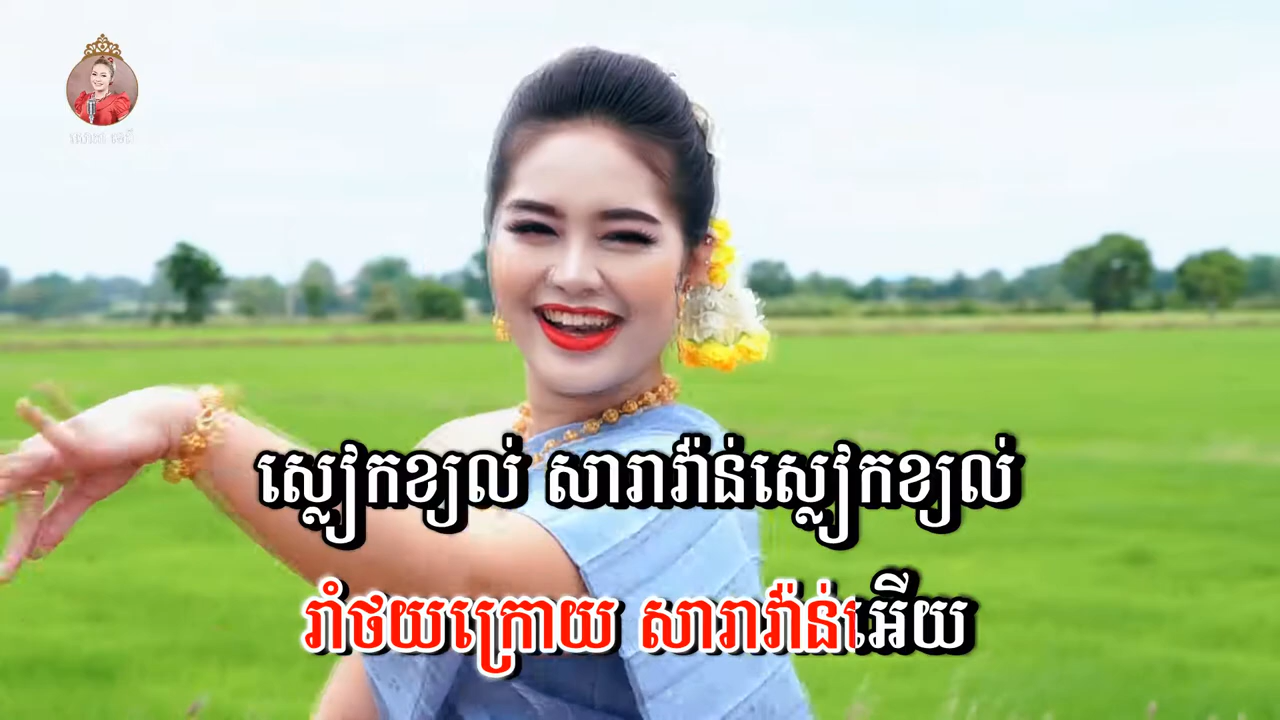 ស្លៀកខ្យល់ សារាវ៉ាន់ស្លៀកខ្យល់
រាំថយក្រោយ សារាវ៉ាន់អើយ